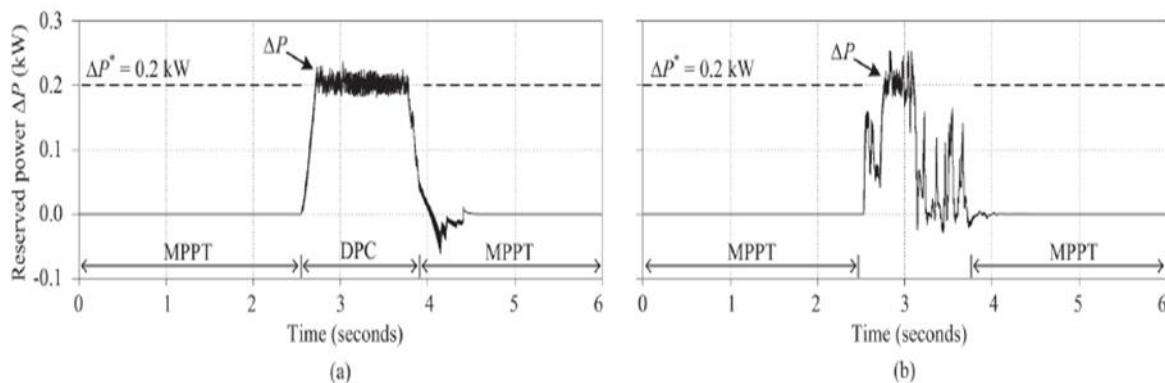 Reserved power ΔP (kW)
0.3
0.2
0.1
0.0
-0.1
ΔP* = 0.2 kW
ΔP
MPPT
DPC
MPPT
0 1 2 3 4 5 6
Time (seconds)
(a)
ΔP* = 0.2 kW
ΔP
MPPT
MPPT
0 1 2 3 4 5 6
Time (seconds)
(b)